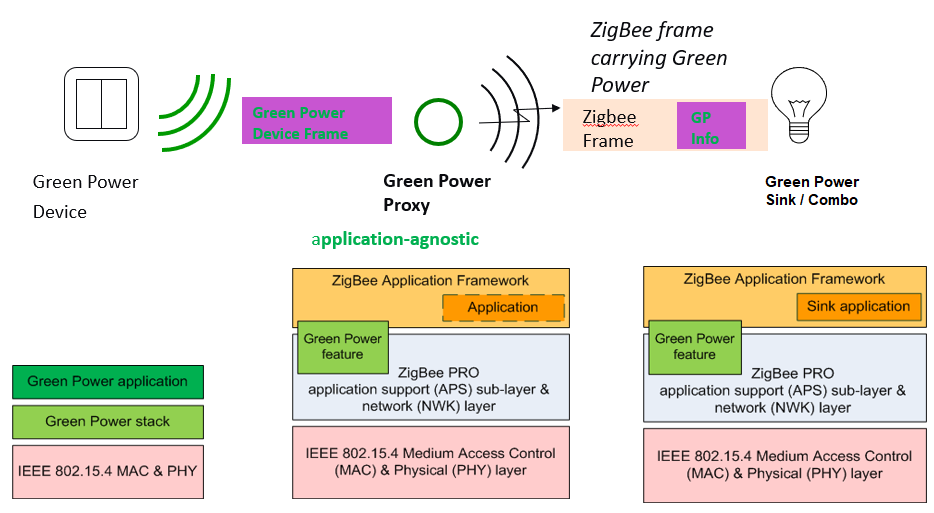 ZigBee frame
carrying Green
Power
Green Power
Device Frame
Zigbee
Frame
GP
Info
Green Power
Device
Green Power
Proxy
Green Power
Sink / Combo
application-agnostic
ZigBee Application Framework
Application
Green Power
feature
ZigBee PRO
application support (APS) sub-layer &
network (NWK) layer
IEEE 802.15.4 Medium Access Control
(MAC) & Physical (PHY) layer
ZigBee Application Framework
Sink application
Green Power
feature
ZigBee PRO
application support (APS) sub-layer &
network (NWK) layer
IEEE 802.15.4 Medium Access Control
(MAC) & Physical (PHY) layer
Green Power application
Green Power stack
IEEE 802.15.4 MAC & PHY